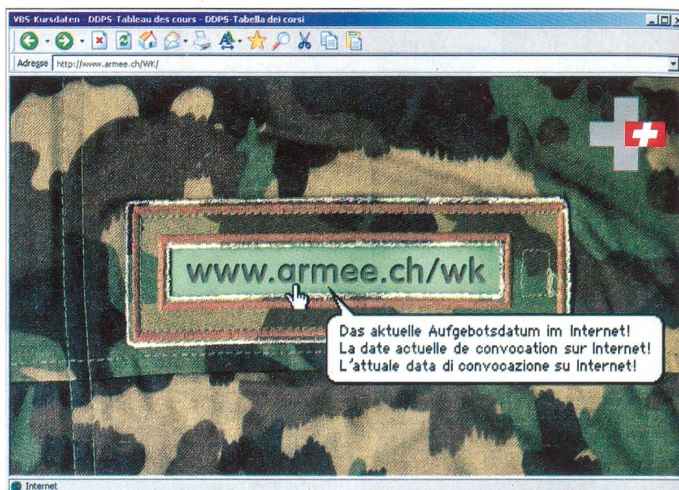 VBS-Kursdaten - DDPS-Tableau des cours - DDPS-Tabella dei corsi
Adresse http://www.armee.ch/WK/
www.armee.ch/wk
Das aktuelle Aufgebotsdatum im Internet!
La date actuelle de convocation sur Internet!
L'attuale data di convocazione su Internet!
Internet